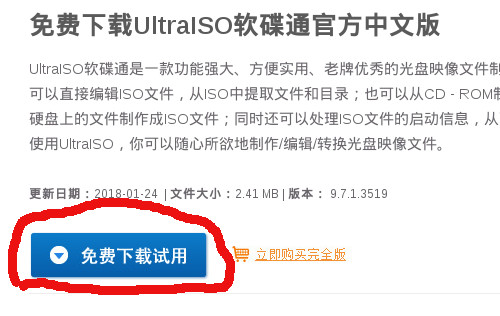 免费下载UltraISO软碟通官方中文版
UltraISO软碟通是一款功能强大、方便实用、老牌优秀的光盘映像文件制
可以直接编辑ISO文件，从ISO中提取文件和目录；也可以从CD - ROM制
硬盘上的文件制作成ISO文件；同时还可以处理ISO文件的启动信息，从
使用UltraISO，你可以随心所欲地制作/编辑/转换光盘映像文件。
更新日期：2018-01-24 | 文件大小：2.41 MB | 版本： 9.7.1.3519
免费下载试用 立即购买完全版